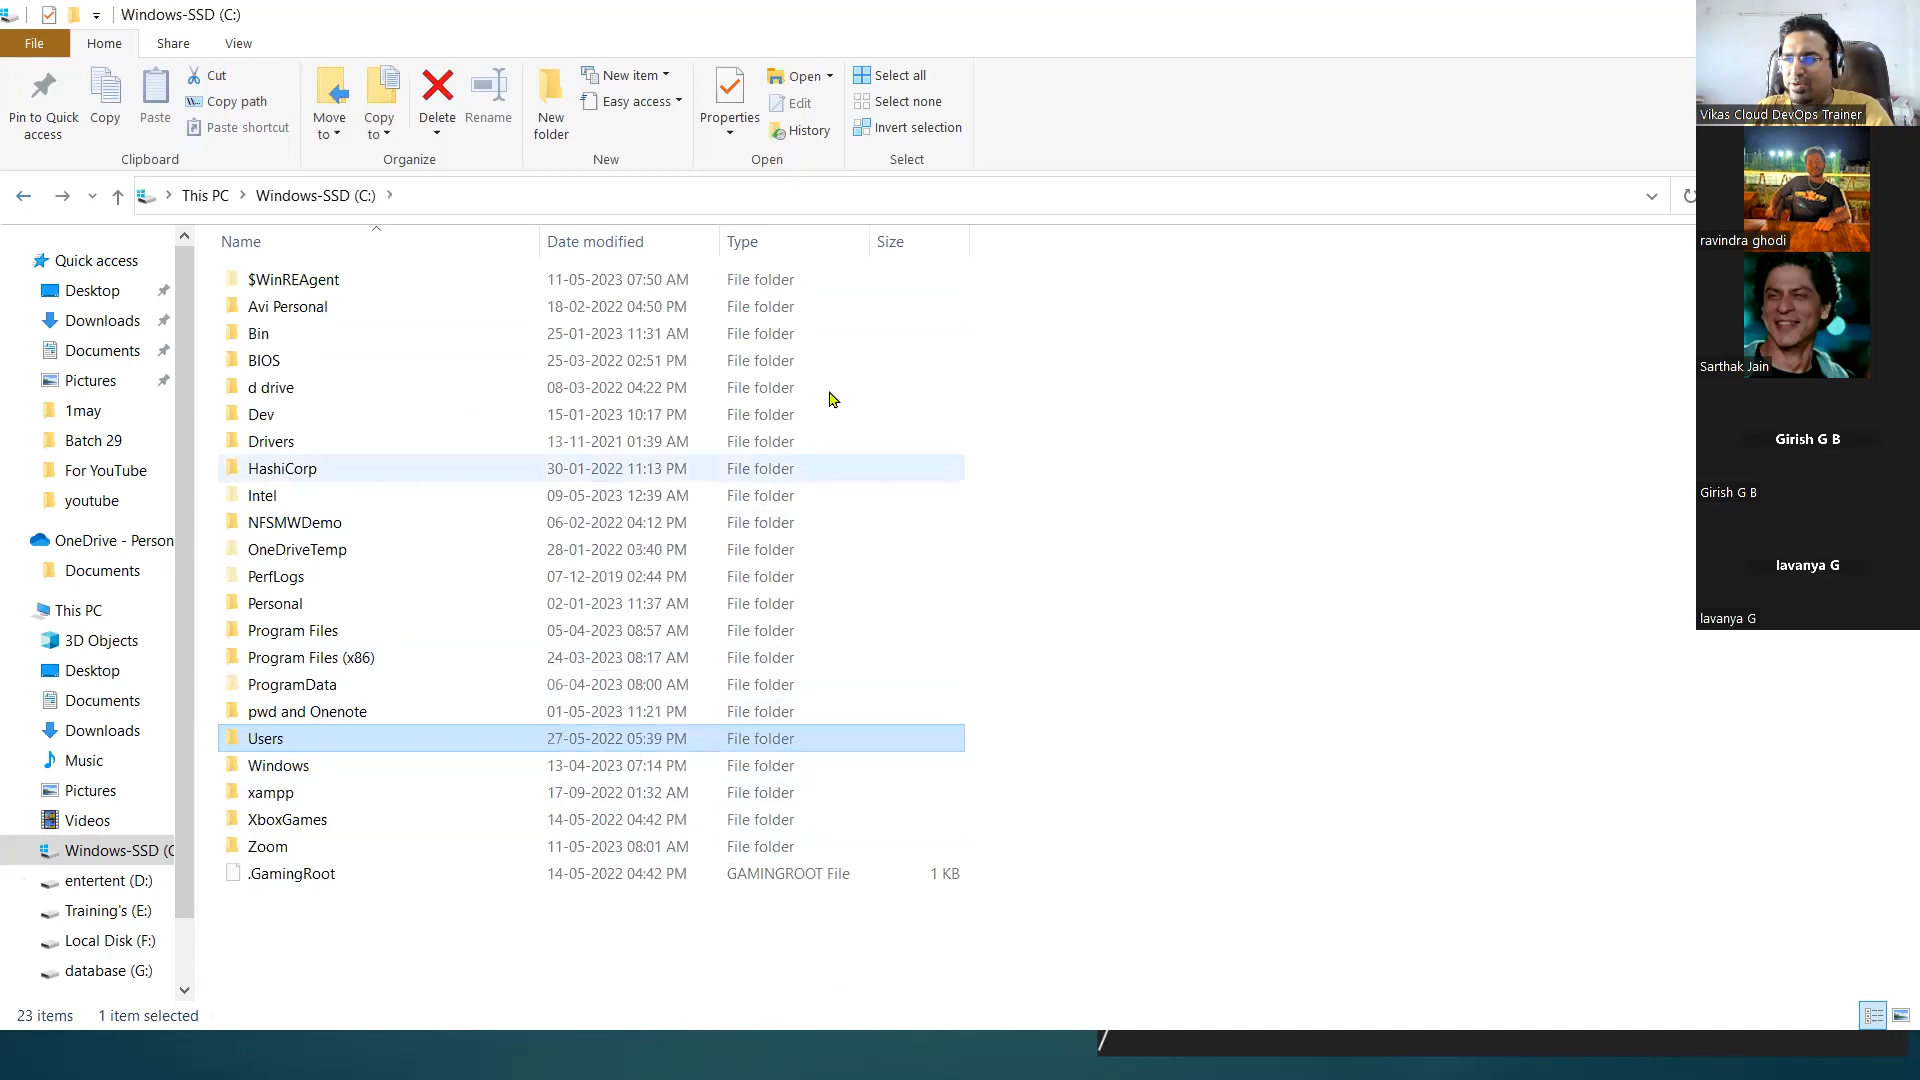 Windows-SSD (C:)
File Home Share View
Pin to Quick access
Copy
Paste
Cut
Copy path
Paste shortcut
Clipboard
Move to
Copy to
Delete
Rename
Organize
New folder
New item
Easy access
New
Properties
Open
Edit
History
Open
Select all
Select none
Invert selection
Select
This PC Windows-SSD (C:)
Quick access
Desktop
Downloads
Documents
Pictures
1may
Batch 29
For YouTube
youtube
OneDrive - Person
Documents
This PC
3D Objects
Desktop
Documents
Downloads
Music
Pictures
Videos
Windows-SSD (C
entertent (D:)
Training's (E:)
Local Disk (F:)
database (G:)
Name Date modified Type Size
$WinREAgent 11-05-2023 07:50 AM File folder
Avi Personal 18-02-2022 04:50 PM File folder
Bin 25-01-2023 11:31 AM File folder
BIOS 25-03-2022 02:51 PM File folder
d drive 08-03-2022 04:22 PM File folder
Dev 15-01-2023 10:17 PM File folder
Drivers 13-11-2021 01:39 AM File folder
HashiCorp 30-01-2022 11:13 PM File folder
Intel 09-05-2023 12:39 AM File folder
NFSMWDemo 06-02-2022 04:12 PM File folder
OneDriveTemp 28-01-2022 03:40 PM File folder
PerfLogs 07-12-2019 02:44 PM File folder
Personal 02-01-2023 11:37 AM File folder
Program Files 05-04-2023 08:57 AM File folder
Program Files (x86) 24-03-2023 08:17 AM File folder
ProgramData 06-04-2023 08:00 AM File folder
pwd and Onenote 01-05-2023 11:21 PM File folder
Users 27-05-2022 05:39 PM File folder
Windows 13-04-2023 07:14 PM File folder
xampp 17-09-2022 01:32 AM File folder
XboxGames 14-05-2022 04:42 PM File folder
Zoom 11-05-2023 08:01 AM File folder
.GamingRoot 14-05-2022 04:42 PM GAMINGROOT File 1 KB
23 items 1 item selected
Vikas Cloud DevOps Trainer
ravindra ghodi
Sarthak Jain
Girish G B
Girish G B
lavanya G
lavanya G